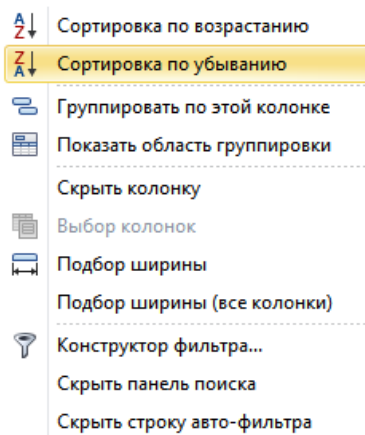 Сортировка по возрастанию
Сортировка по убыванию
Группировать по этой колонке
Показать область группировки
Скрыть колонку
Выбор колонок
Подбор ширины
Подбор ширины (все колонки)
Конструктор фильтра...
Скрыть панель поиска
Скрыть строку авто-фильтра